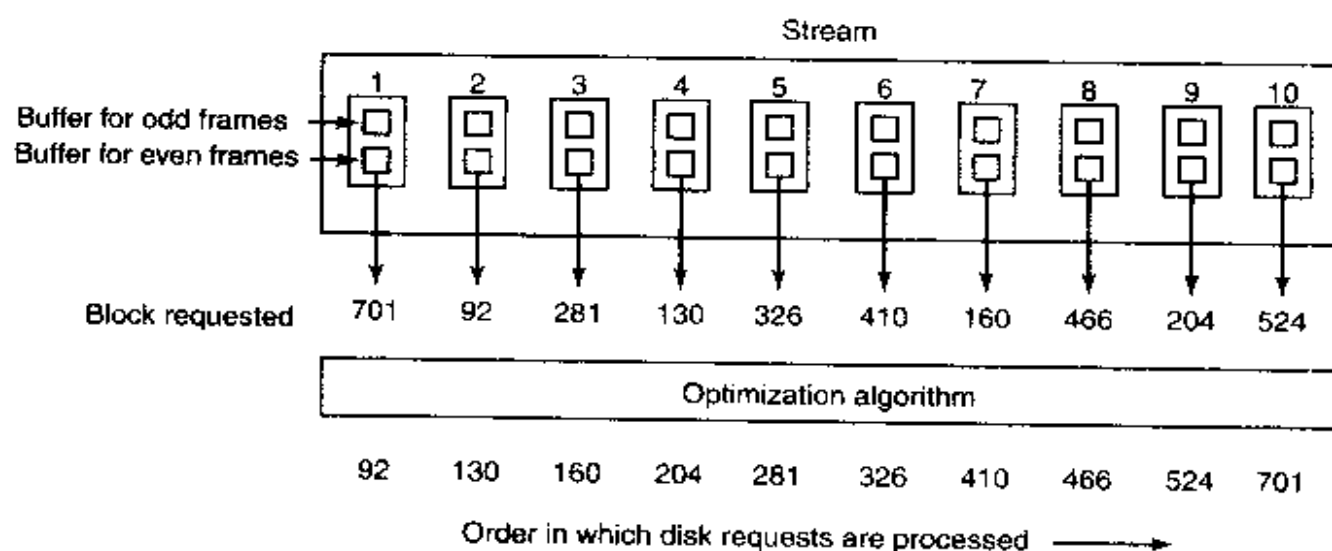 Stream
1 2 3 4 5 6 7 8 9 10
Buffer for odd frames
Buffer for even frames
Block requested 701 92 281 130 326 410 160 466 204 524
Optimization algorithm
92 130 160 204 281 326 410 466 524 701
Order in which disk requests are processed